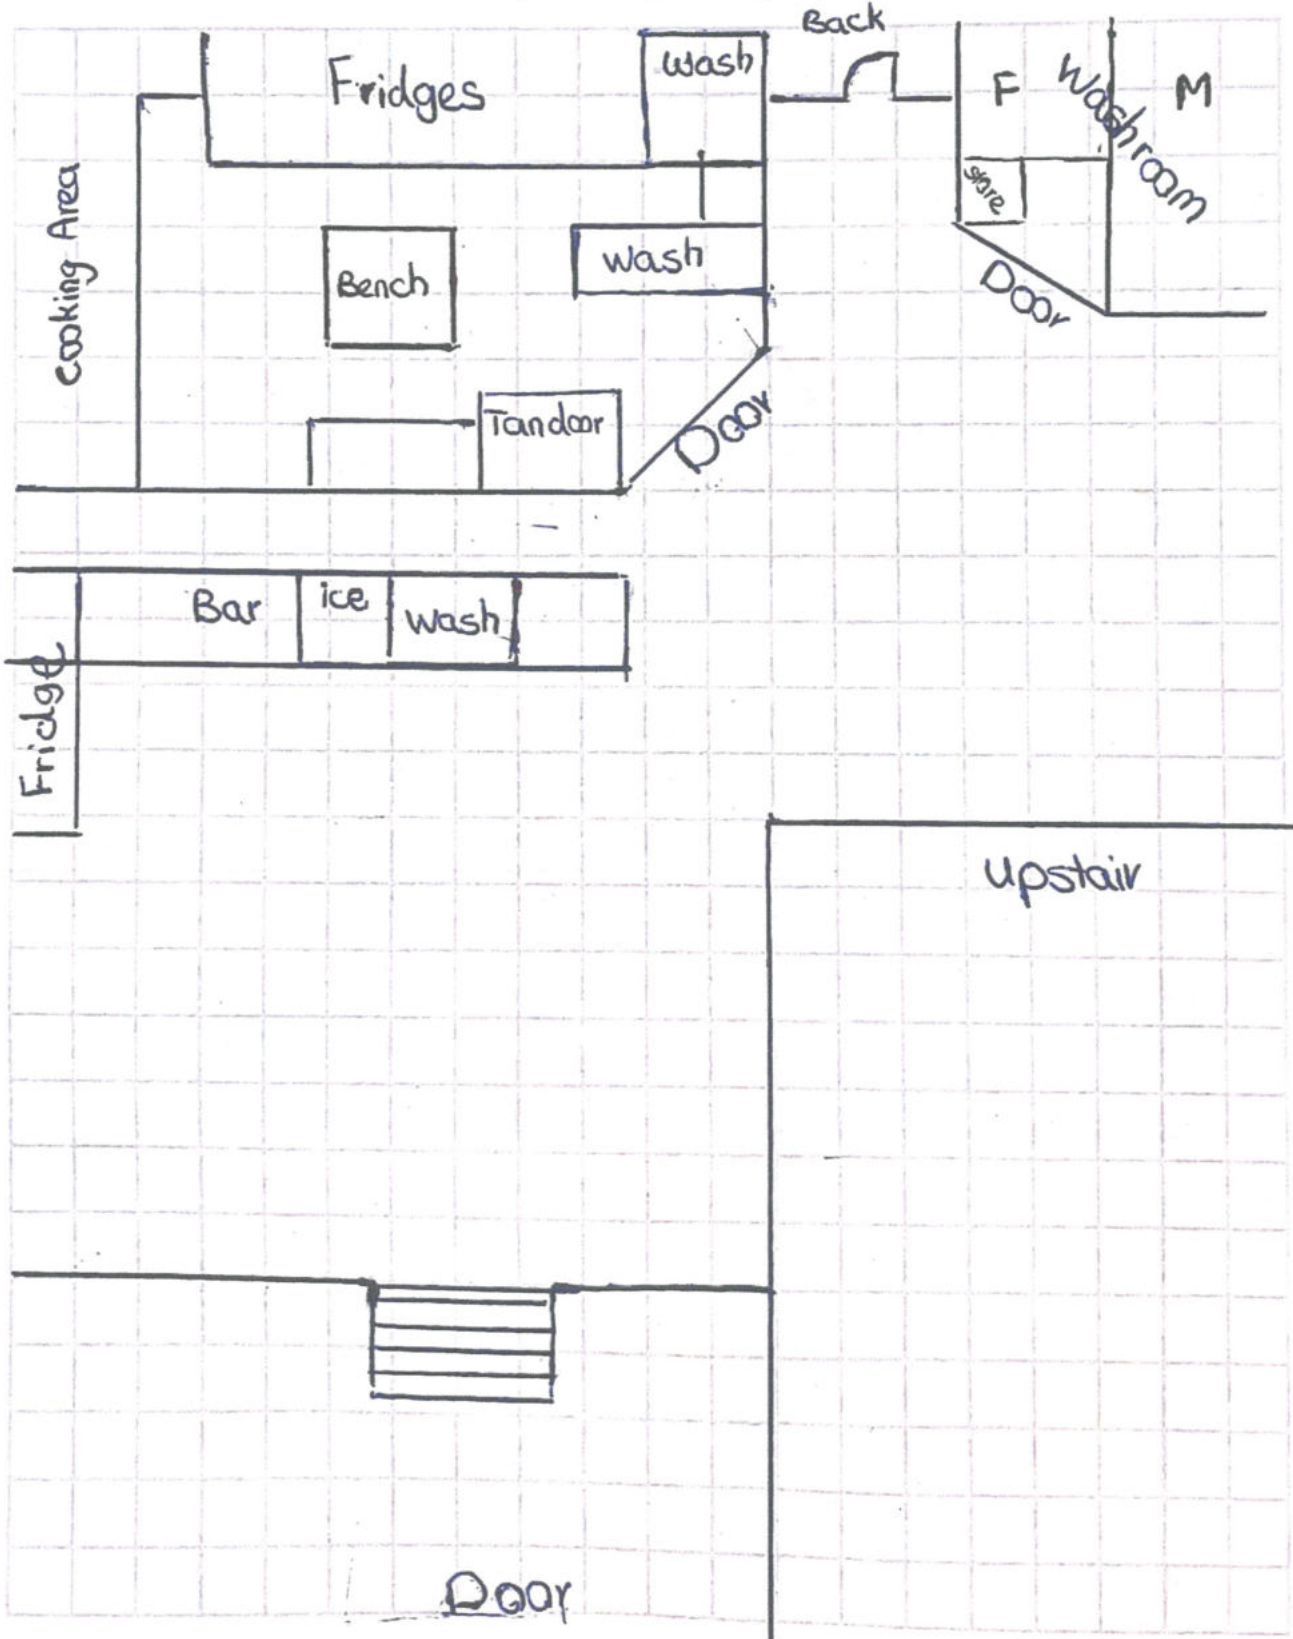 Back
Fridges
wash
F
Washroom
M
Cooking Area
store
Bench
wash
Door
Tandoor
Door
Bar
ice
wash
Fridge
upstair
Door